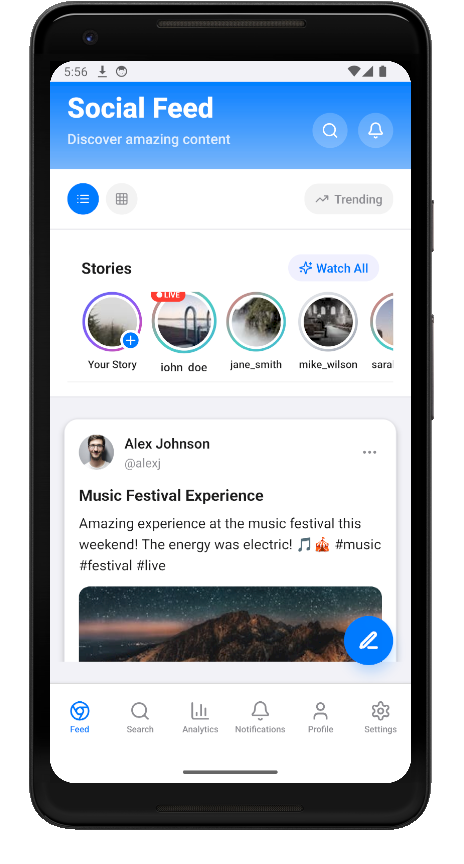 5:56
Social Feed
Discover amazing content
Trending
Stories
Watch All
LIVE
Your Story
john_doe
jane_smith
mike_wilson
sara
Alex Johnson
@alexj
Music Festival Experience
Amazing experience at the music festival this
weekend! The energy was electric! 🎵🎪 #music
#festival #live
Feed
Search
Analytics
Notifications
Profile
Settings